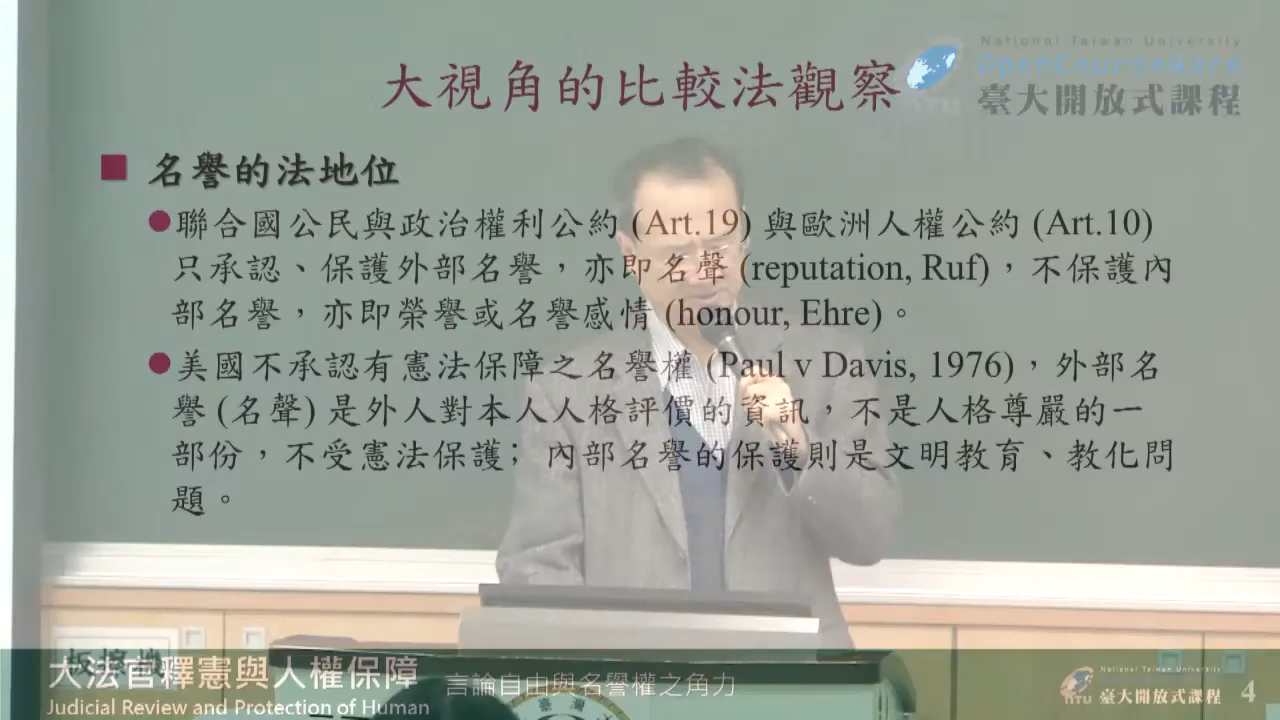 大視角的比較法觀察
National Taiwan University
OpenCourseWare
臺大開放式課程
NTU
名譽的法地位
聯合國公民與政治權利公約 (Art.19) 與歐洲人權公約 (Art.10)
只承認、保護外部名譽，亦即名聲 (reputation, Ruf)，不保護內
部名譽，亦即榮譽或名譽感情 (honour, Ehre)。
美國不承認有憲法保障之名譽權 (Paul v Davis, 1976)，外部名
譽 (名聲) 是外人對本人人格評價的資訊，不是人格尊嚴的一
部份，不受憲法保護；內部名譽的保護則是文明教育、教化問
題。
板擦機
大法官釋憲與人權保障
言論自由與名譽權之角力
Judicial Review and Protection of Human
臺灣
National Taiwan University
NTU 臺大開放式課程
4